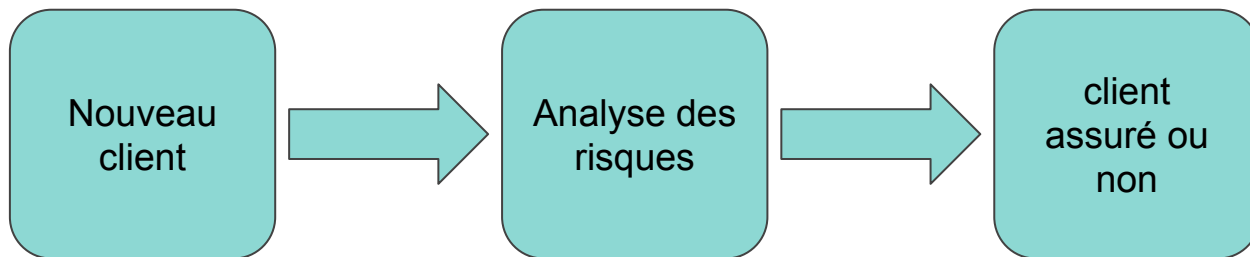 Nouveau
client
Analyse des
risques
client
assuré ou
non